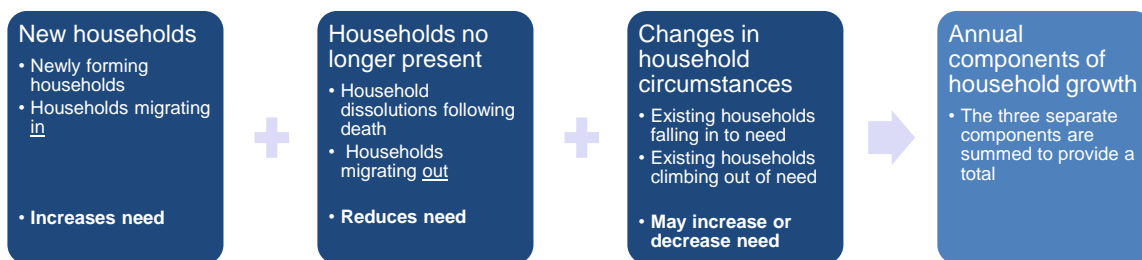 New households
• Newly forming
households
• Households migrating
in
• Increases need
Households no
longer present
• Household
dissolutions following
death
• Households
migrating out
• Reduces need
Changes in
household
circumstances
• Existing households
falling in to need
• Existing households
climbing out of need
• May increase or
decrease need
Annual
components of
household growth
• The three separate
components are
summed to provide a
total